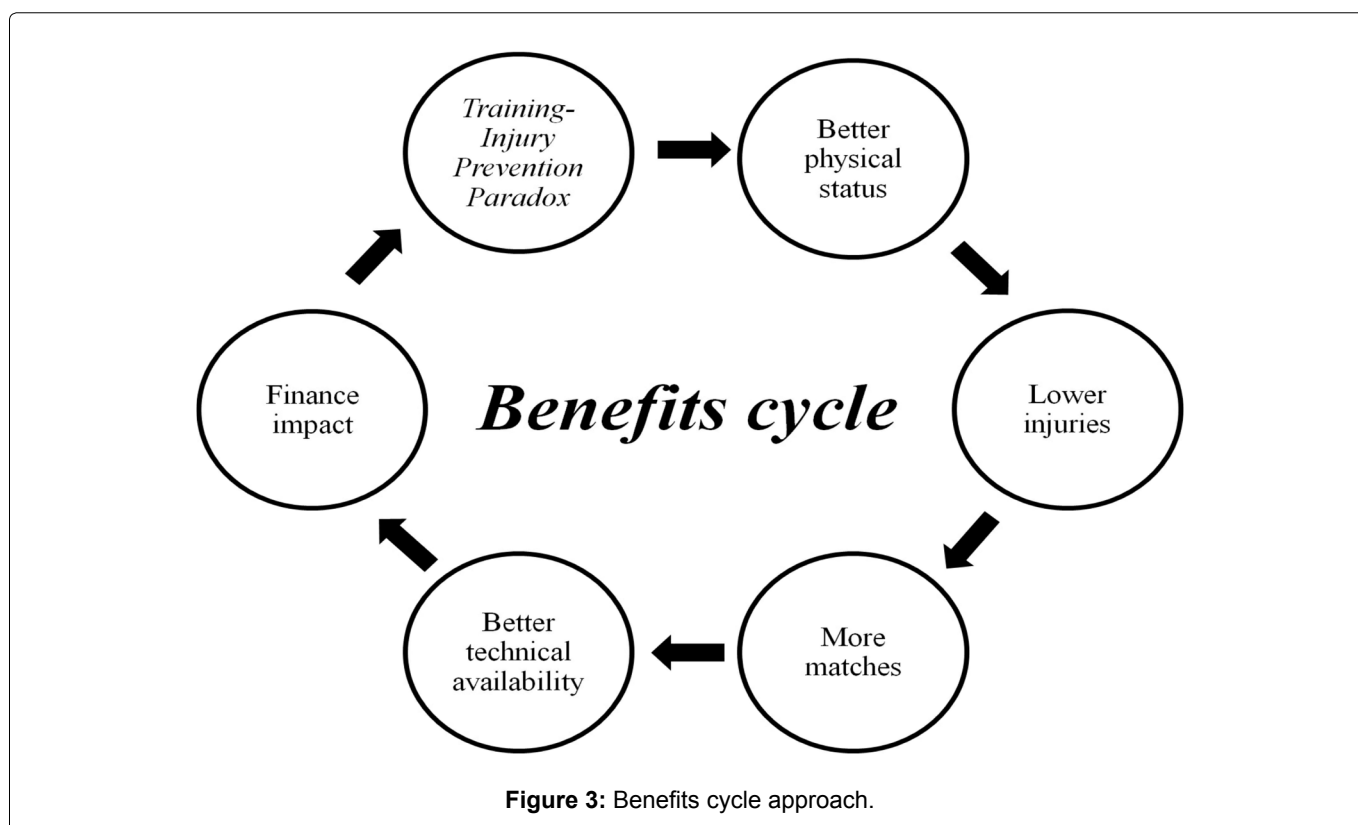 Training-
Injury
Prevention
Paradox
Better
physical
status
Lower
injuries
More
matches
Better
technical
availability
Finance
impact
Benefits cycle
Figure 3: Benefits cycle approach.